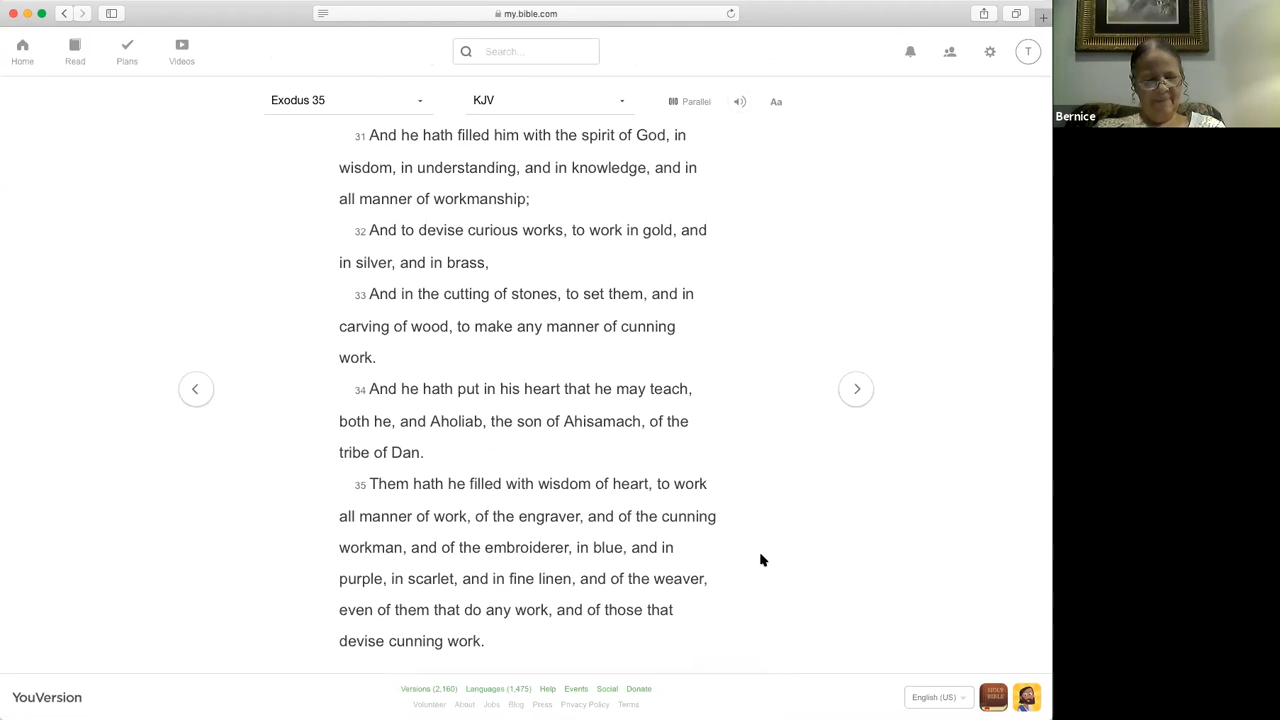 my.bible.com
Home
Read
Plans
Videos
Search...
T
Exodus 35
KJV
Parallel
Aa
31 And he hath filled him with the spirit of God, in
wisdom, in understanding, and in knowledge, and in
all manner of workmanship;
32 And to devise curious works, to work in gold, and
in silver, and in brass,
33 And in the cutting of stones, to set them, and in
carving of wood, to make any manner of cunning
work.
34 And he hath put in his heart that he may teach,
both he, and Aholiab, the son of Ahisamach, of the
tribe of Dan.
35 Them hath he filled with wisdom of heart, to work
all manner of work, of the engraver, and of the cunning
workman, and of the embroiderer, in blue, and in
purple, in scarlet, and in fine linen, and of the weaver,
even of them that do any work, and of those that
devise cunning work.
YouVersion
Versions (2,160) Languages (1,475) Help Events Social Donate
Volunteer About Jobs Blog Press Privacy Policy Terms
English (US)
HOLY
BIBLE
Bernice